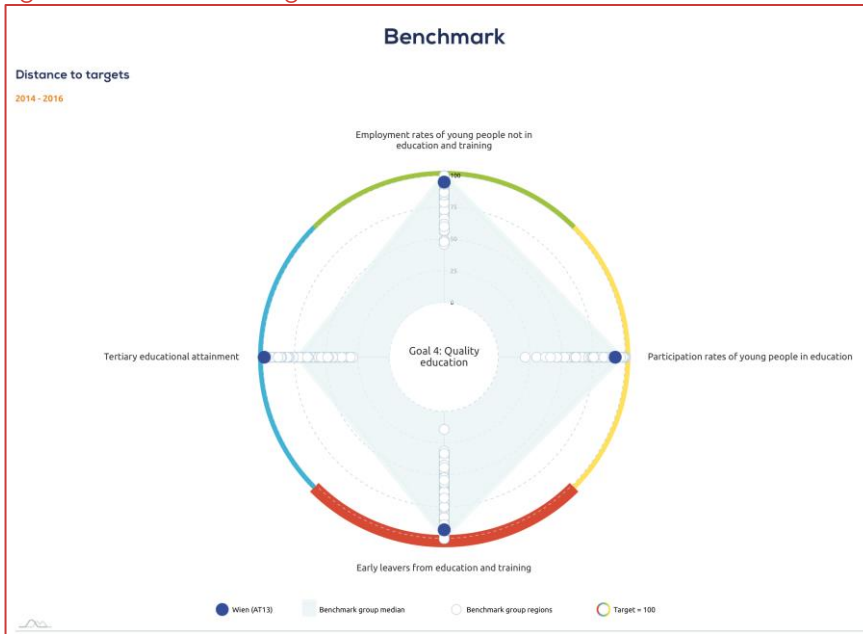 Benchmark
Distance to targets
2014 - 2016
Employment rates of young people not in
education and training
100
75
50
25
Tertiary educational attainment
Goal 4: Quality
education
Participation rates of young people in education
Early leavers from education and training
Wien (AT13)
Benchmark group median
Benchmark group regions
Target = 100